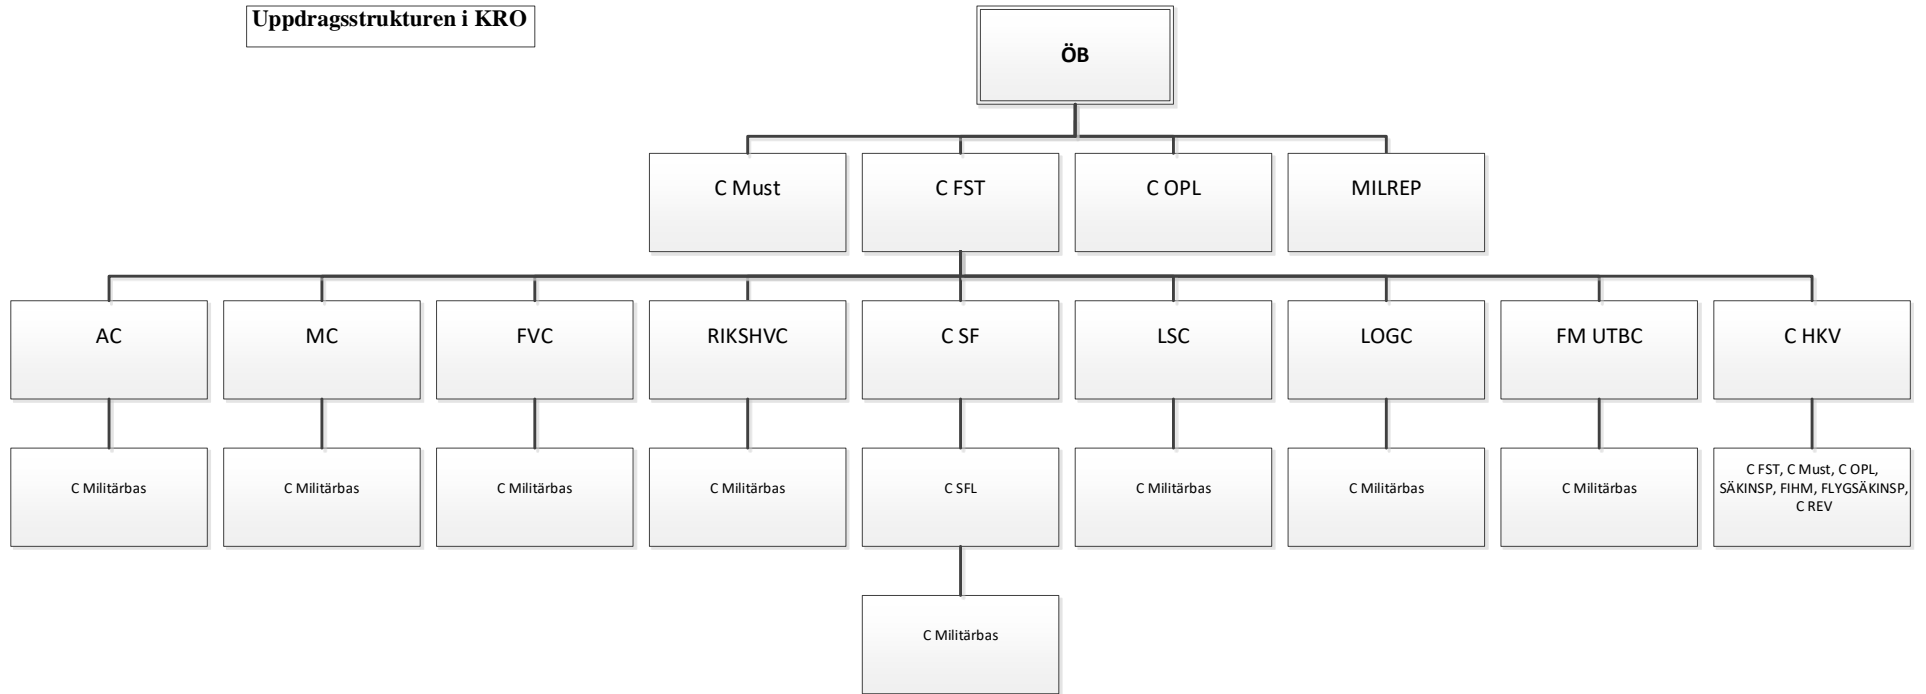 Uppdragsstrukturen i KRO
ÖB
C Must
C FST
C OPL
MILREP
AC
MC
FVC
RIKSHVC
C SF
LSC
LOGC
FM UTBC
C HKV
C Militärbas
C Militärbas
C Militärbas
C Militärbas
C SFL
C Militärbas
C Militärbas
C Militärbas
C FST, C Must, C OPL,
SÄKINSP, FIHM, FLYGSÄKINSP,
C REV
C Militärbas